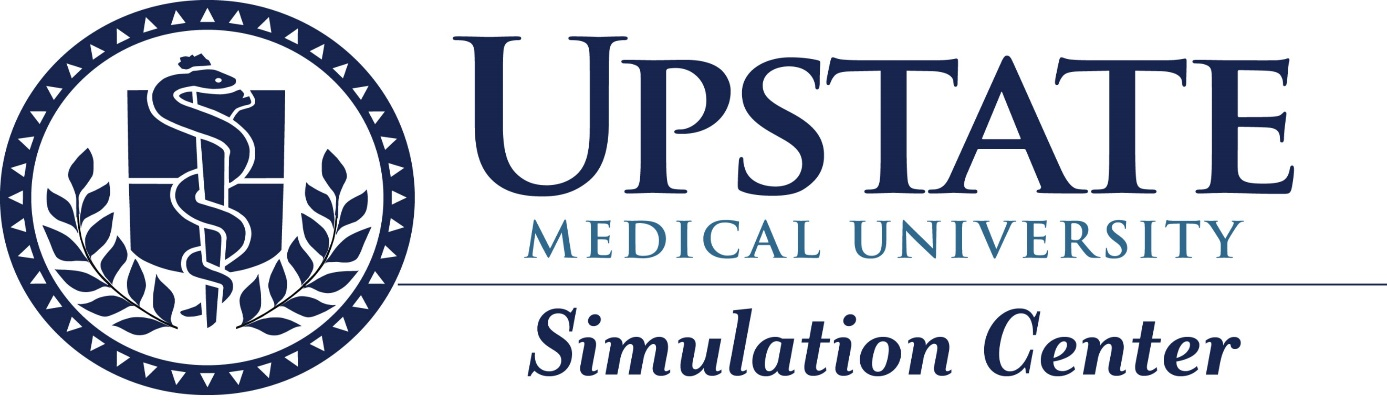 UPSTATE
MEDICAL UNIVERSITY
Simulation Center